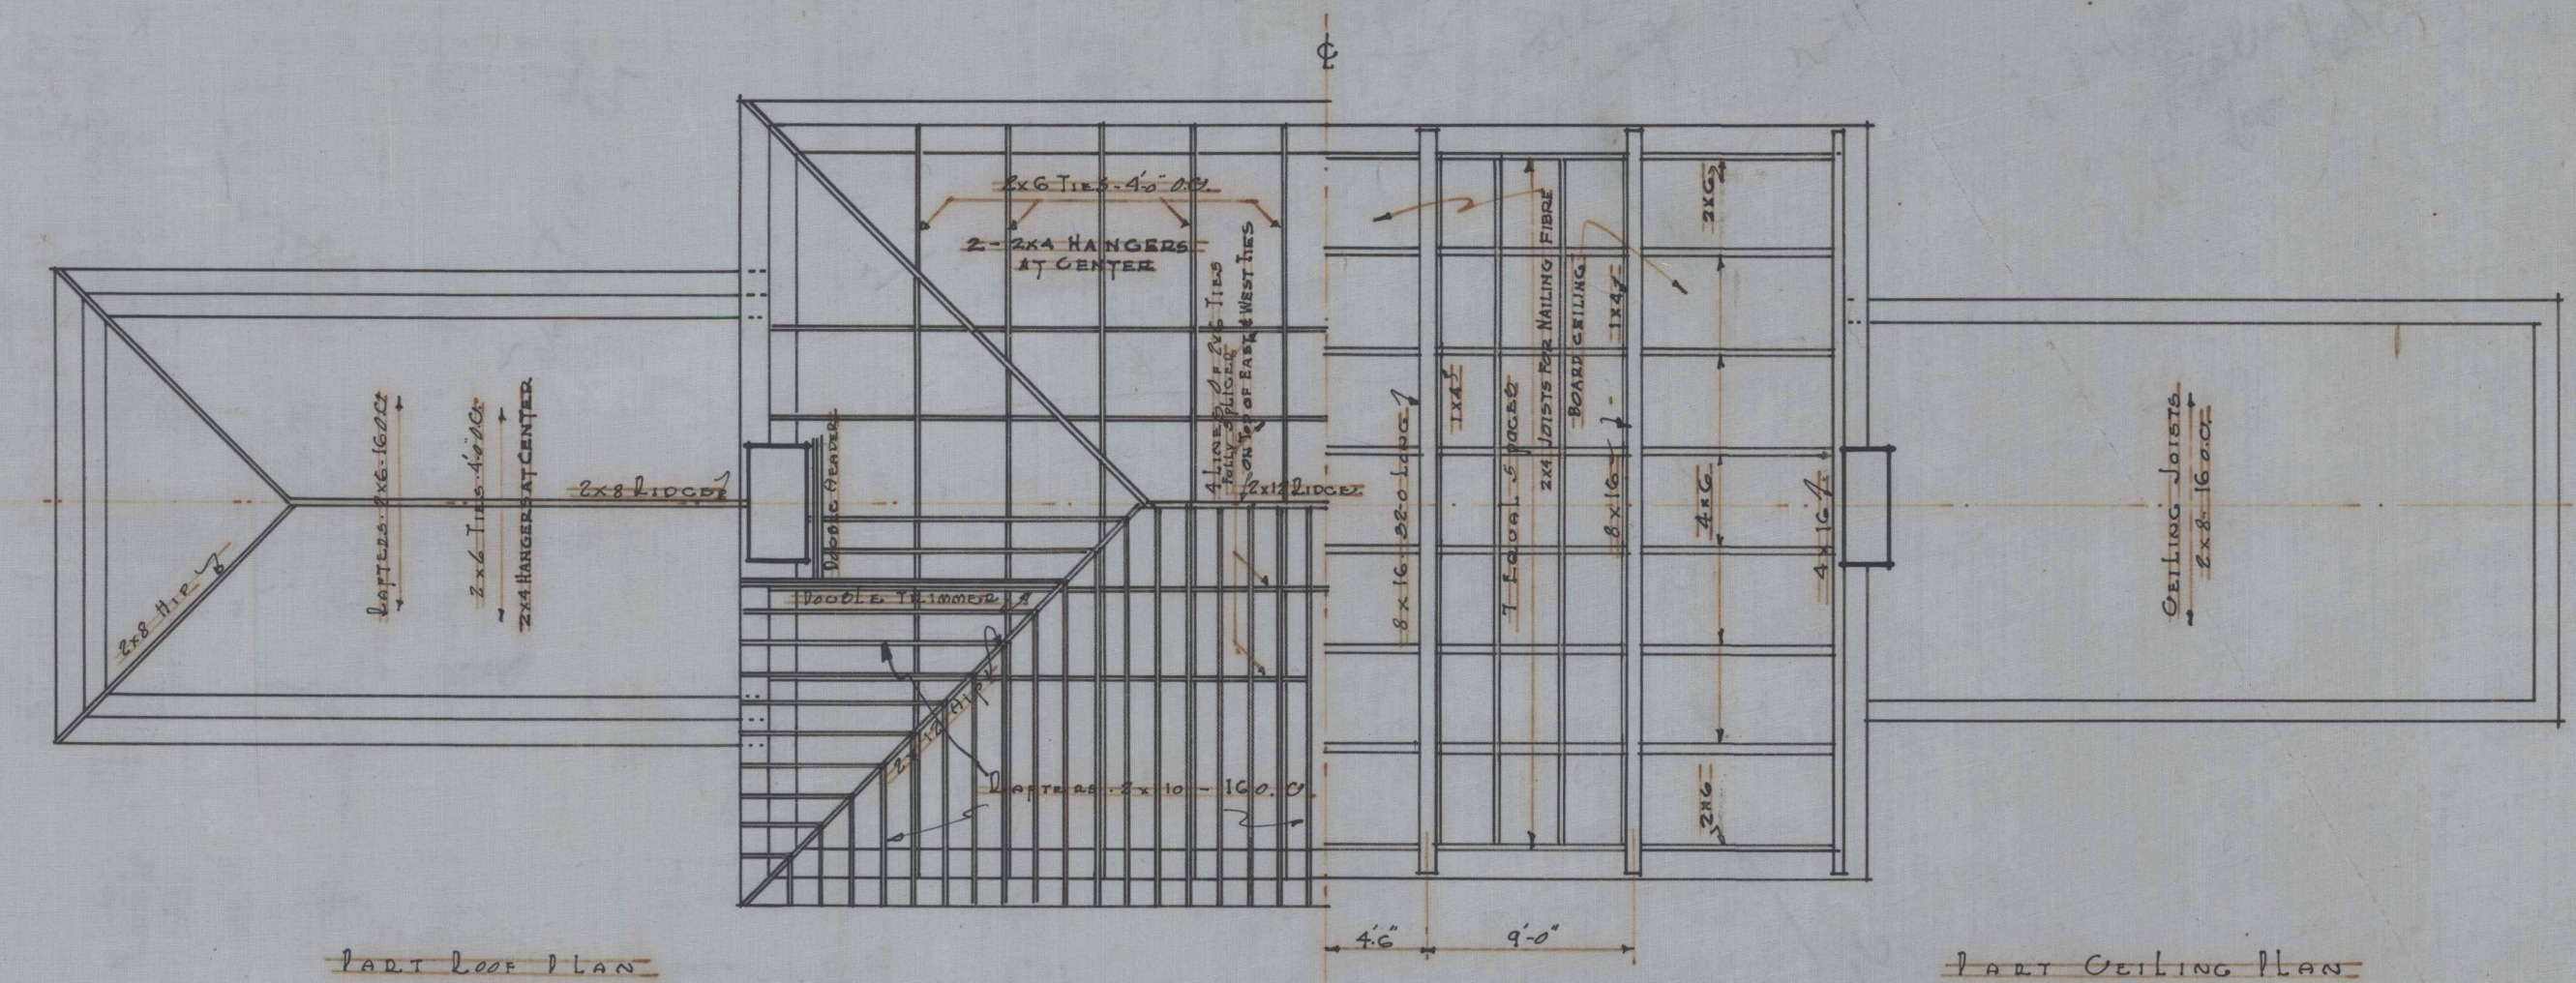 ℄
2x6 TIES-4'-0" O.C.
2 - 2x4 HANGERS
AT CENTER
4 LINES OF 2x6 TIES
FULLY SPLICED
ON TOP OF EAST & WEST TIES
RAFTERS-2x6-16 O.C.
2x6 TIES-4'-0" O.C.
2x4 HANGERS AT CENTER
2x8 RIDGE
2x8 HIP
DOUBLE HEADER
2x12 RIDGE
DOUBLE TRIMMER
2x12 HIP
RAFTERS-2x10-16 O.C.
8x16-32-0 LONG
1x4
7 EQUAL SPACES
2x4 JOISTS FOR NAILING FIBRE
BOARD CEILING
1x4
8x16
2x6
4x6
2x6
4x16
CEILING JOISTS
2x8-16 O.C.
4'-6"
9'-0"
PART ROOF PLAN
PART CEILING PLAN